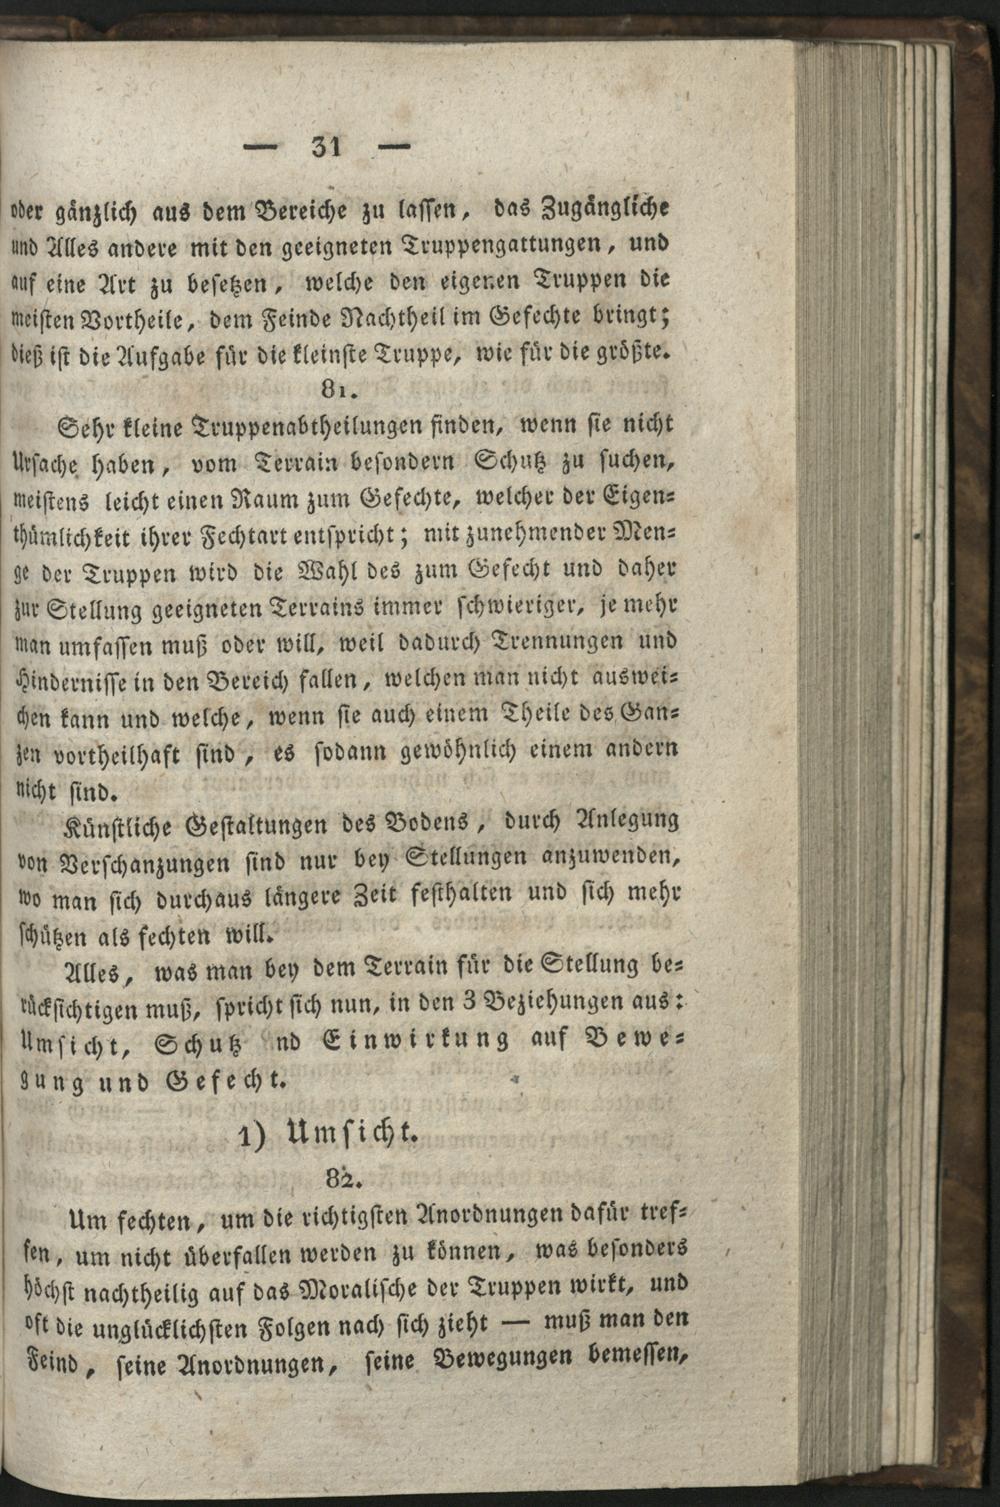 — 31 —
oder gänzlich aus dem Bereiche zu lassen, das Zugängliche
und Alles andere mit den geeigneten Truppengattungen, und
auf eine Art zu besetzen, welche den eigenen Truppen die
meisten Vortheile, dem Feinde Nachtheil im Gefechte bringt;
dieß ist die Aufgabe für die kleinste Truppe, wie für die größte.
81.
Sehr kleine Truppenabtheilungen finden, wenn sie nicht
Ursache haben, vom Terrain besondern Schutz zu suchen,
meistens leicht einen Raum zum Gefechte, welcher der Eigen-
thümlichkeit ihrer Fechtart entspricht; mit zunehmender Men-
ge der Truppen wird die Wahl des zum Gefecht und daher
zur Stellung geeigneten Terrains immer schwieriger, je mehr
man umfassen muß oder will, weil dadurch Trennungen und
Hindernisse in den Bereich fallen, welchen man nicht auswei-
chen kann und welche, wenn sie auch einem Theile des Gan-
zen vortheilhaft sind, es sodann gewöhnlich einem andern
nicht sind.
Künstliche Gestaltungen des Bodens, durch Anlegung
von Verschanzungen sind nur bey Stellungen anzuwenden,
wo man sich durchaus längere Zeit festhalten und sich mehr
schützen als fechten will.
Alles, was man bey dem Terrain für die Stellung be-
rücksichtigen muß, spricht sich nun, in den 3 Beziehungen aus:
Umsicht, Schutz nd Einwirkung auf Bewe-
gung und Gefecht.
1) Umsicht.
82.
Um fechten, um die richtigsten Anordnungen dafür tref-
fen, um nicht überfallen werden zu können, was besonders
höchst nachtheilig auf das Moralische der Truppen wirkt, und
oft die unglücklichsten Folgen nach sich zieht — muß man den
Feind, seine Anordnungen, seine Bewegungen bemessen,